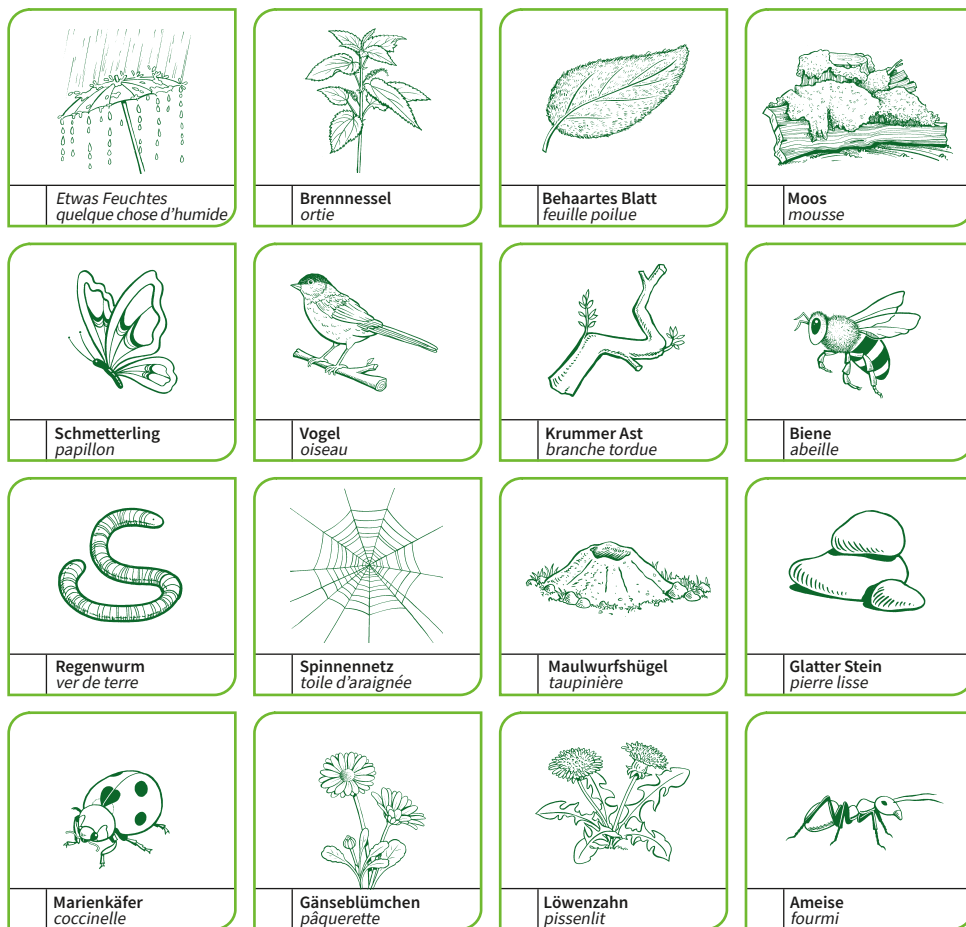 Etwas Feuchtes
quelque chose d'humide
Brennnessel
ortie
Behaartes Blatt
feuille poilue
Moos
mousse
Schmetterling
papillon
Vogel
oiseau
Krummer Ast
branche tordue
Biene
abeille
Regenwurm
ver de terre
Spinnennetz
toile d'araignée
Maulwurfshügel
taupinière
Glatter Stein
pierre lisse
Marienkäfer
coccinelle
Gänseblümchen
pâquerette
Löwenzahn
pissenlit
Ameise
fourmi